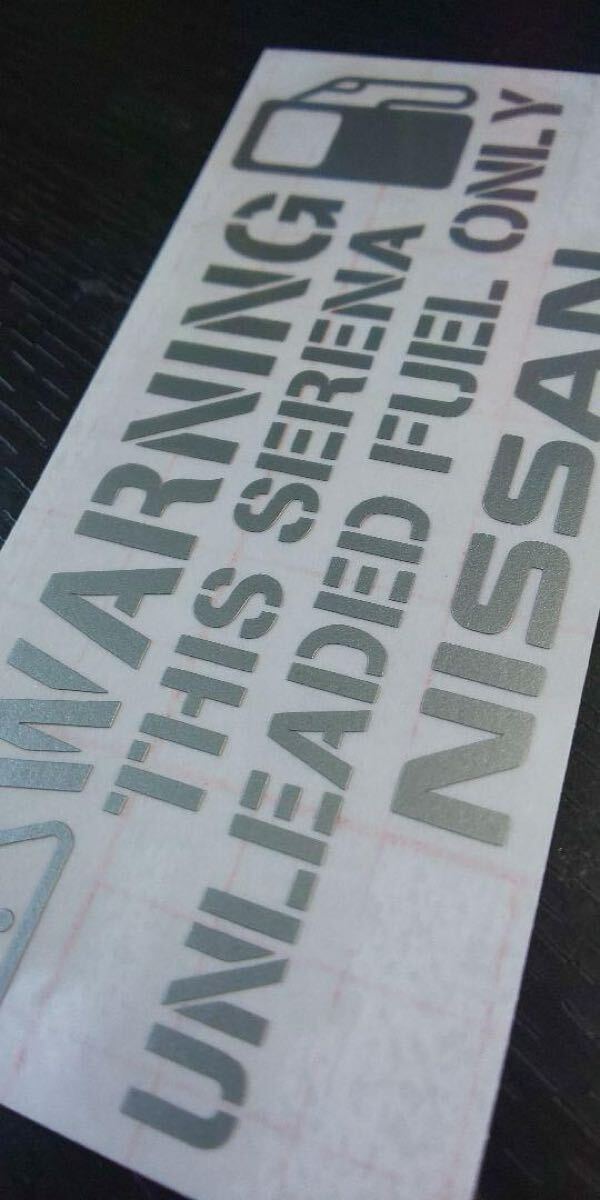 WARNING
THIS SERENA
UNLEADED FUEL ONLY
NISSAN